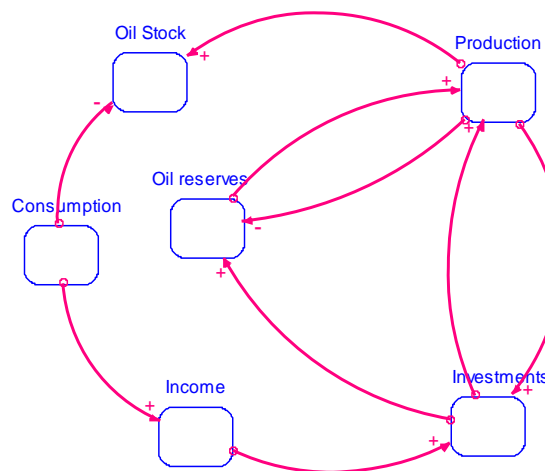 Oil Stock
Production
+
+
-
+
Oil reserves
Consumption
-
+
Income
Investments
+
+
+